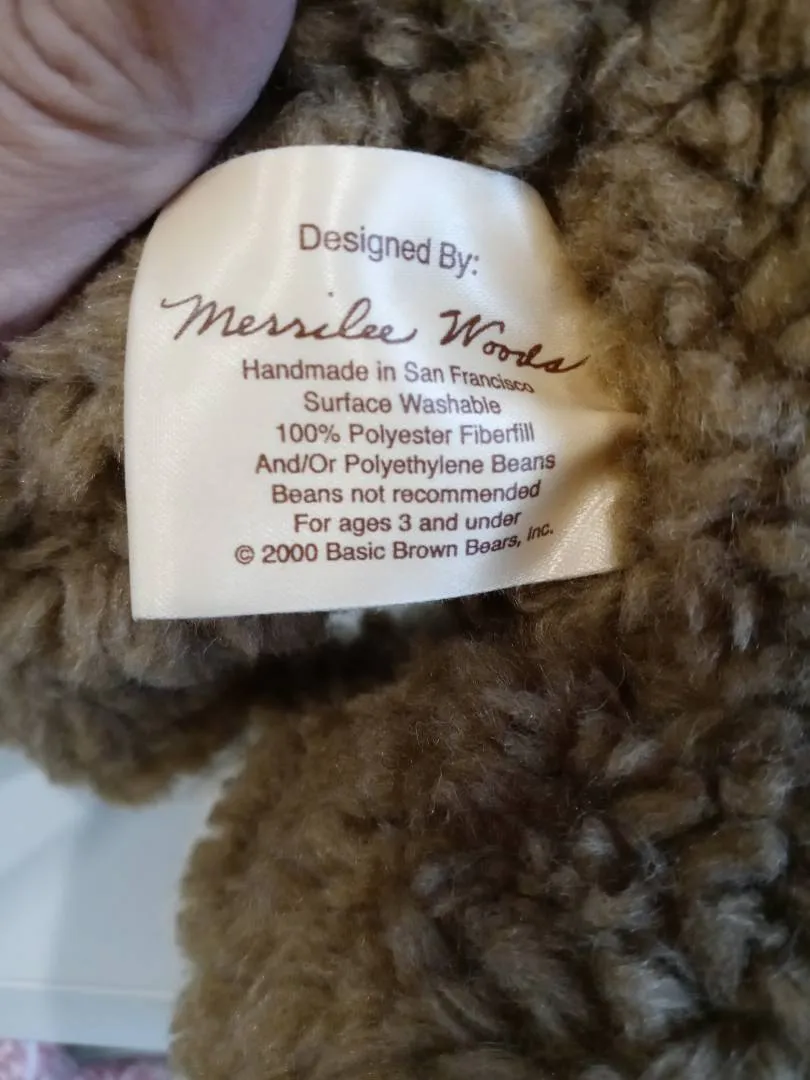 Designed By:
Merrilee Woods
Handmade in San Francisco
Surface Washable
100% Polyester Fiberfill
And/Or Polyethylene Beans
Beans not recommended
For ages 3 and under
© 2000 Basic Brown Bears, Inc.